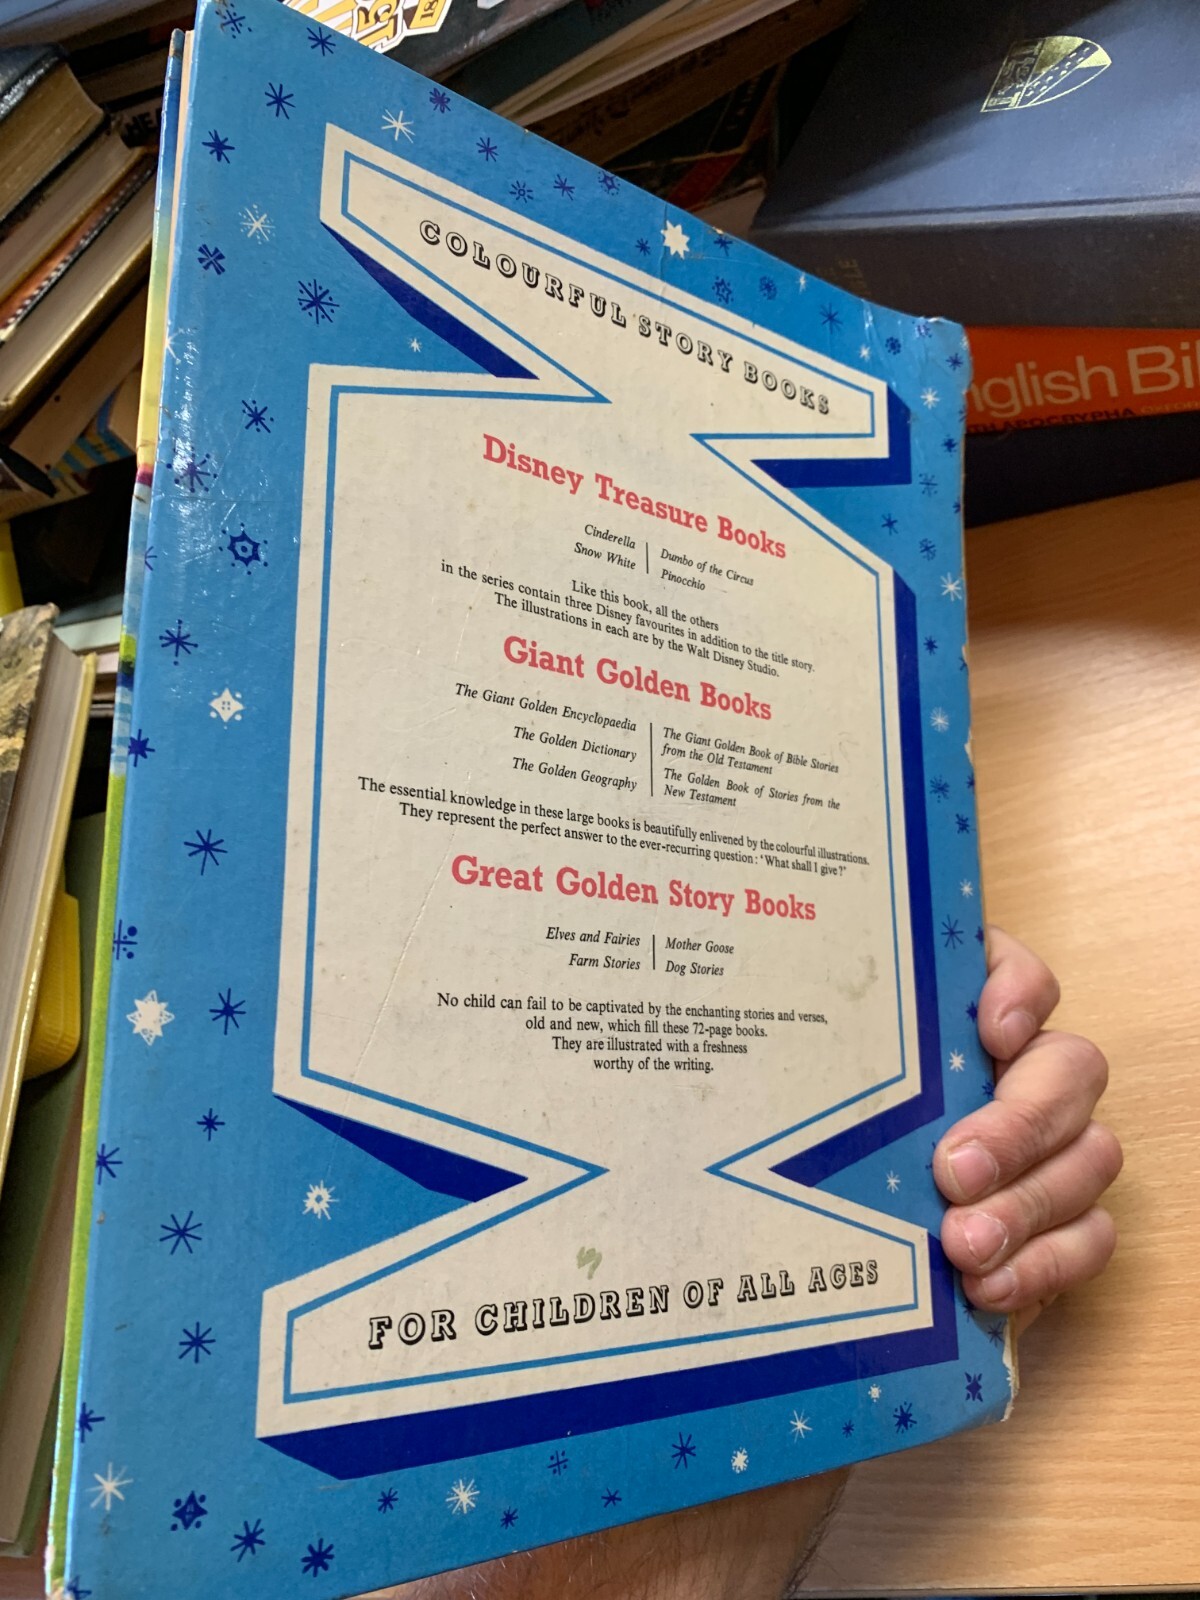 COLOURFUL STORY BOOKS
Disney Treasure Books
Cinderella
Snow White
Dumbo of the Circus
Pinocchio
Like this book, all the others
in the series contain three Disney favourites in addition to the title story.
The illustrations in each are by the Walt Disney Studio.
Giant Golden Books
The Giant Golden Encyclopaedia
The Golden Dictionary
The Golden Geography
The Giant Golden Book of Bible Stories
from the Old Testament
The Golden Book of Stories from the
New Testament
The essential knowledge in these large books is beautifully enlivened by the colourful illustrations.
They represent the perfect answer to the ever-recurring question: 'What shall I give?'
Great Golden Story Books
Elves and Fairies
Farm Stories
Mother Goose
Dog Stories
No child can fail to be captivated by the enchanting stories and verses,
old and new, which fill these 72-page books.
They are illustrated with a freshness
worthy of the writing.
FOR CHILDREN OF ALL AGES
nglish Bi
TH APOCRYPHA
15